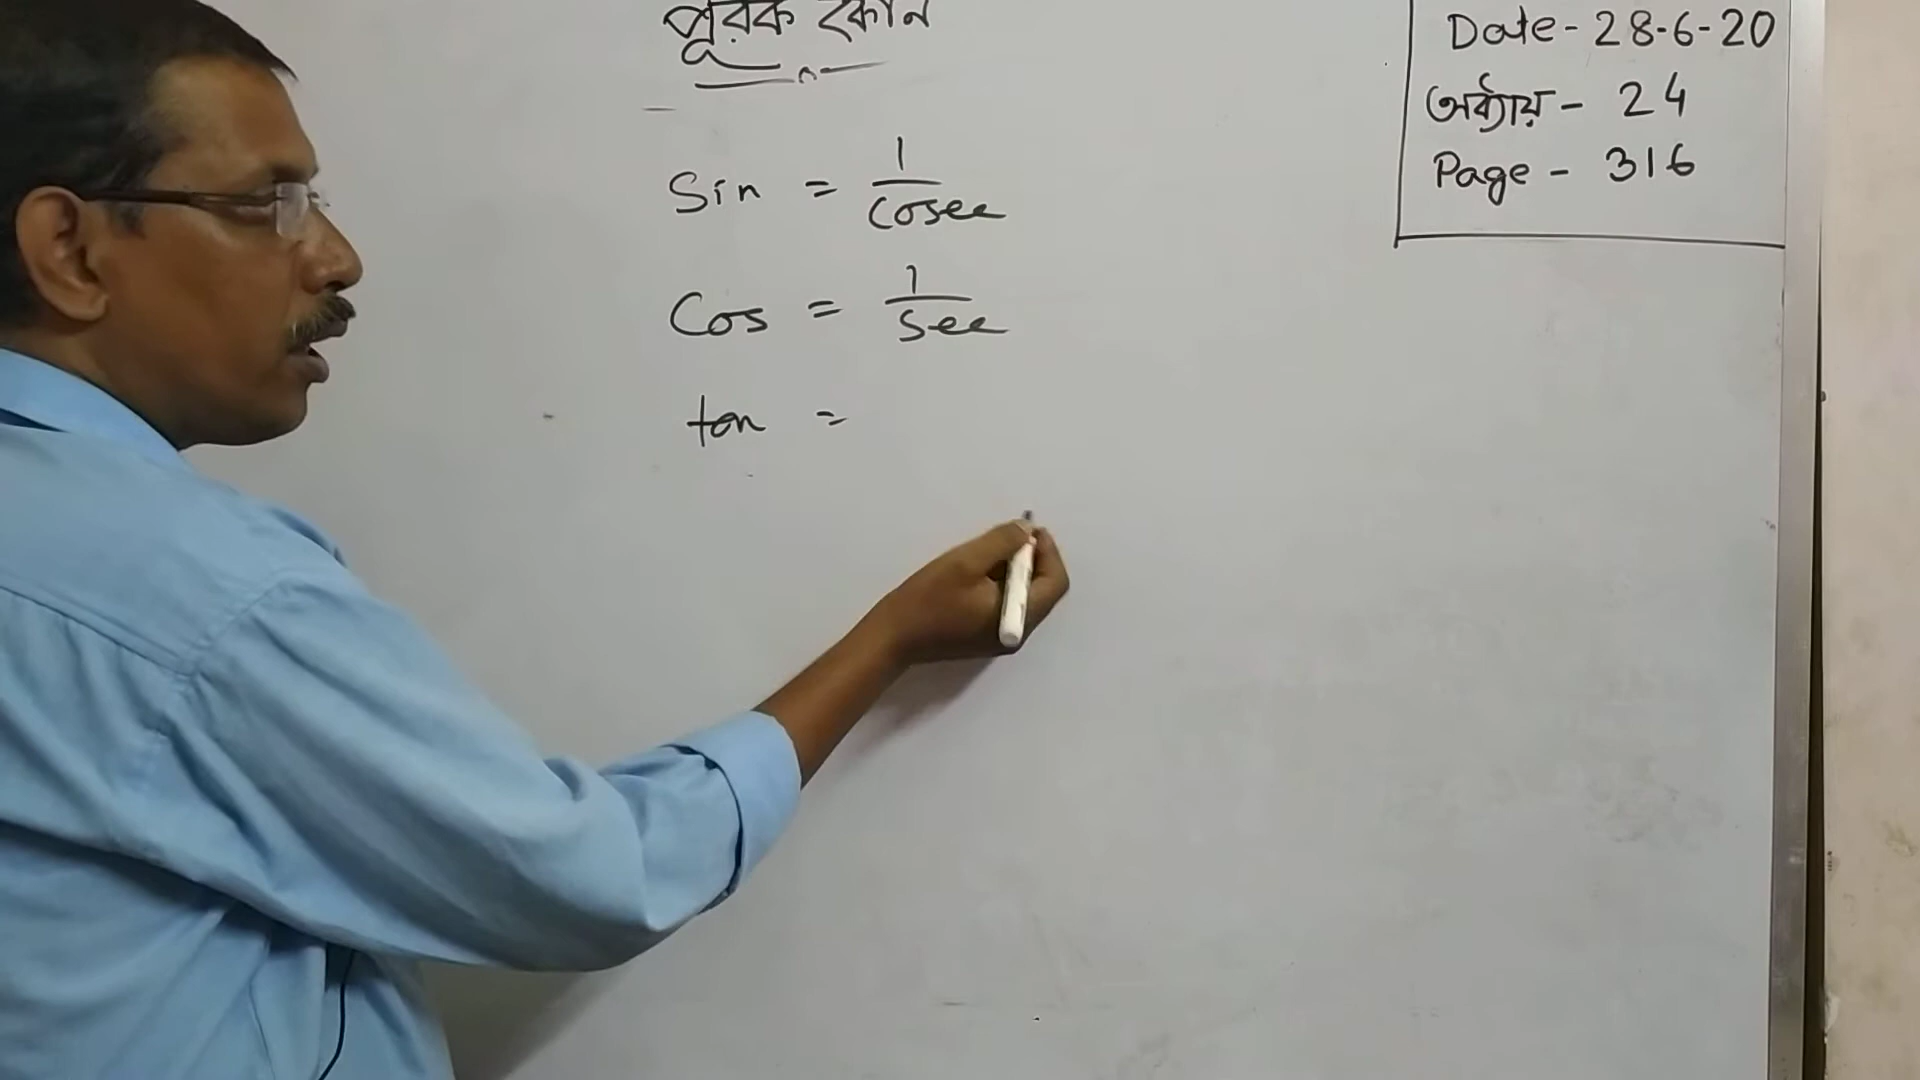 পূরক কোন
Sin = 1/cosec
Cos = 1/sec
tan =
Date - 28-6-20
অধ্যায় - 24
Page - 316